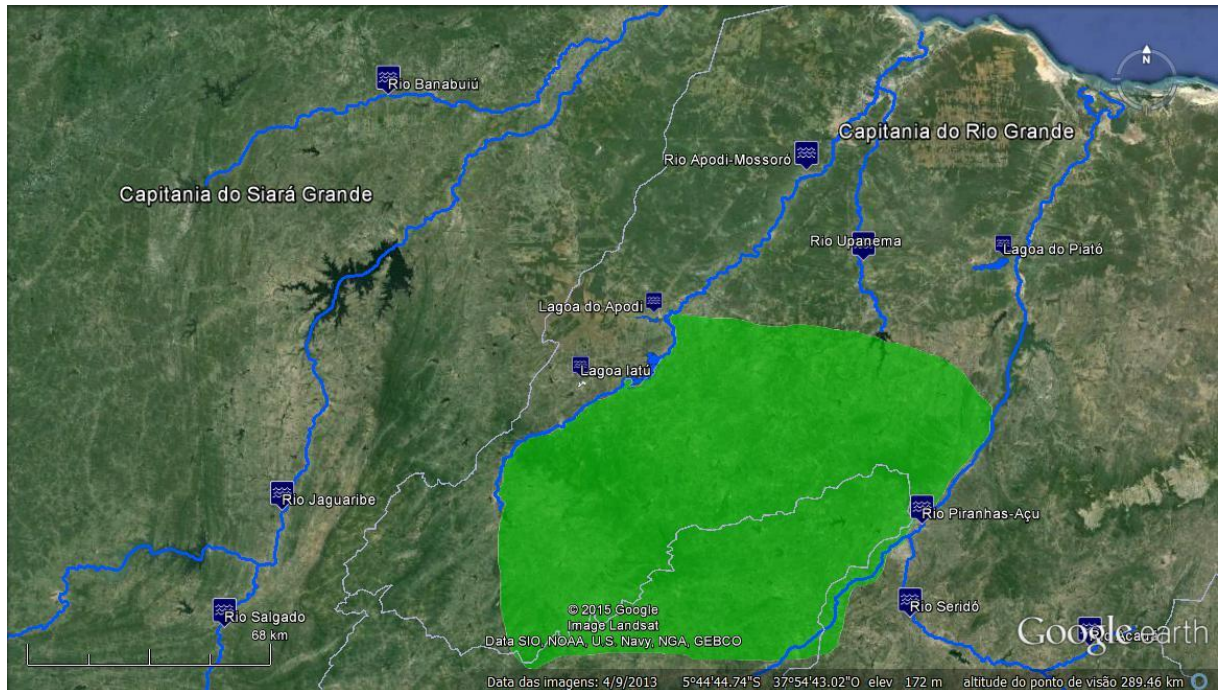 Rio Banabuiú
N
Capitania do Rio Grande
Rio Apodi-Mossoró
Capitania do Siará Grande
Rio Upanema
Lagoa do Piató
Lagoa do Apodi
Lagoa Iatú
Rio Jaguaribe
Rio Piranhas-Açu
Rio Seridó
Rio Salgado
© 2015 Google
Image Landsat
Data SIO, NOAA, U.S. Navy, NGA, GEBCO
68 km
Google earth
Data das imagens: 4/9/2013 5°44'44.74"S 37°54'43.02"O elev 172 m altitude do ponto de visão 289.46 km